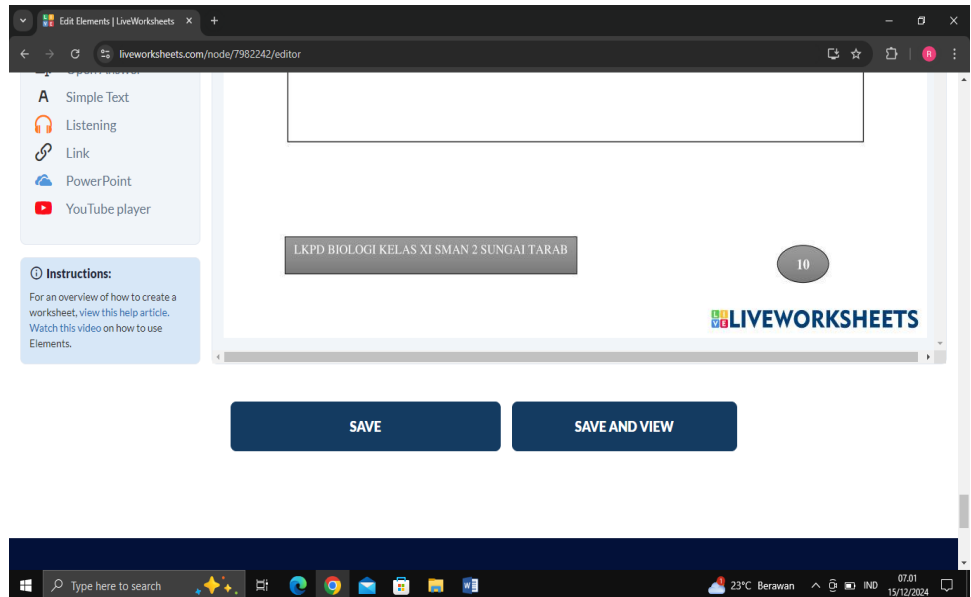 Edit Elements | LiveWorksheets
liveworksheets.com/node/7982242/editor
R
Open Answer
A Simple Text
Listening
Link
PowerPoint
YouTube player
Instructions:
For an overview of how to create a
worksheet, view this help article.
Watch this video on how to use
Elements.
LKPD BIOLOGI KELAS XI SMAN 2 SUNGAI TARAB
10
LIVE LIVEWORKSHEETS
SAVE
SAVE AND VIEW
Type here to search
23°C Berawan
IND
07.01
15/12/2024